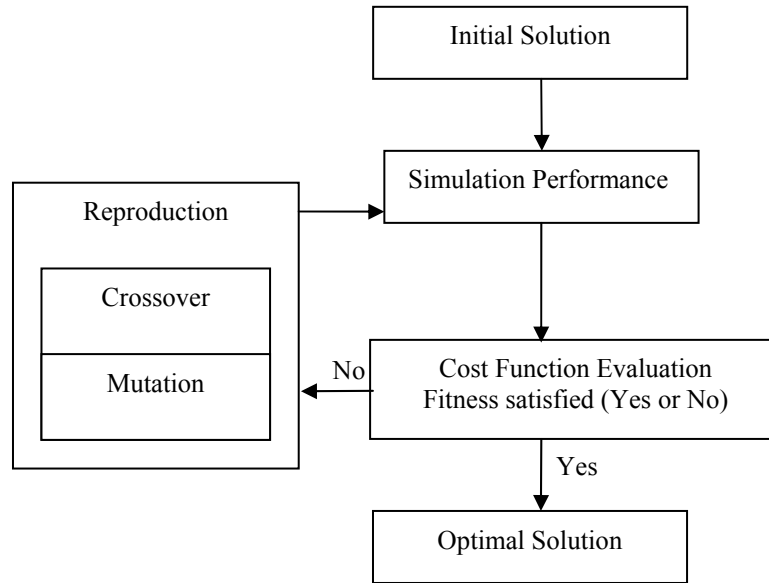 Initial Solution
Simulation Performance
Reproduction
Crossover
Mutation
No
Cost Function Evaluation
Fitness satisfied (Yes or No)
Yes
Optimal Solution